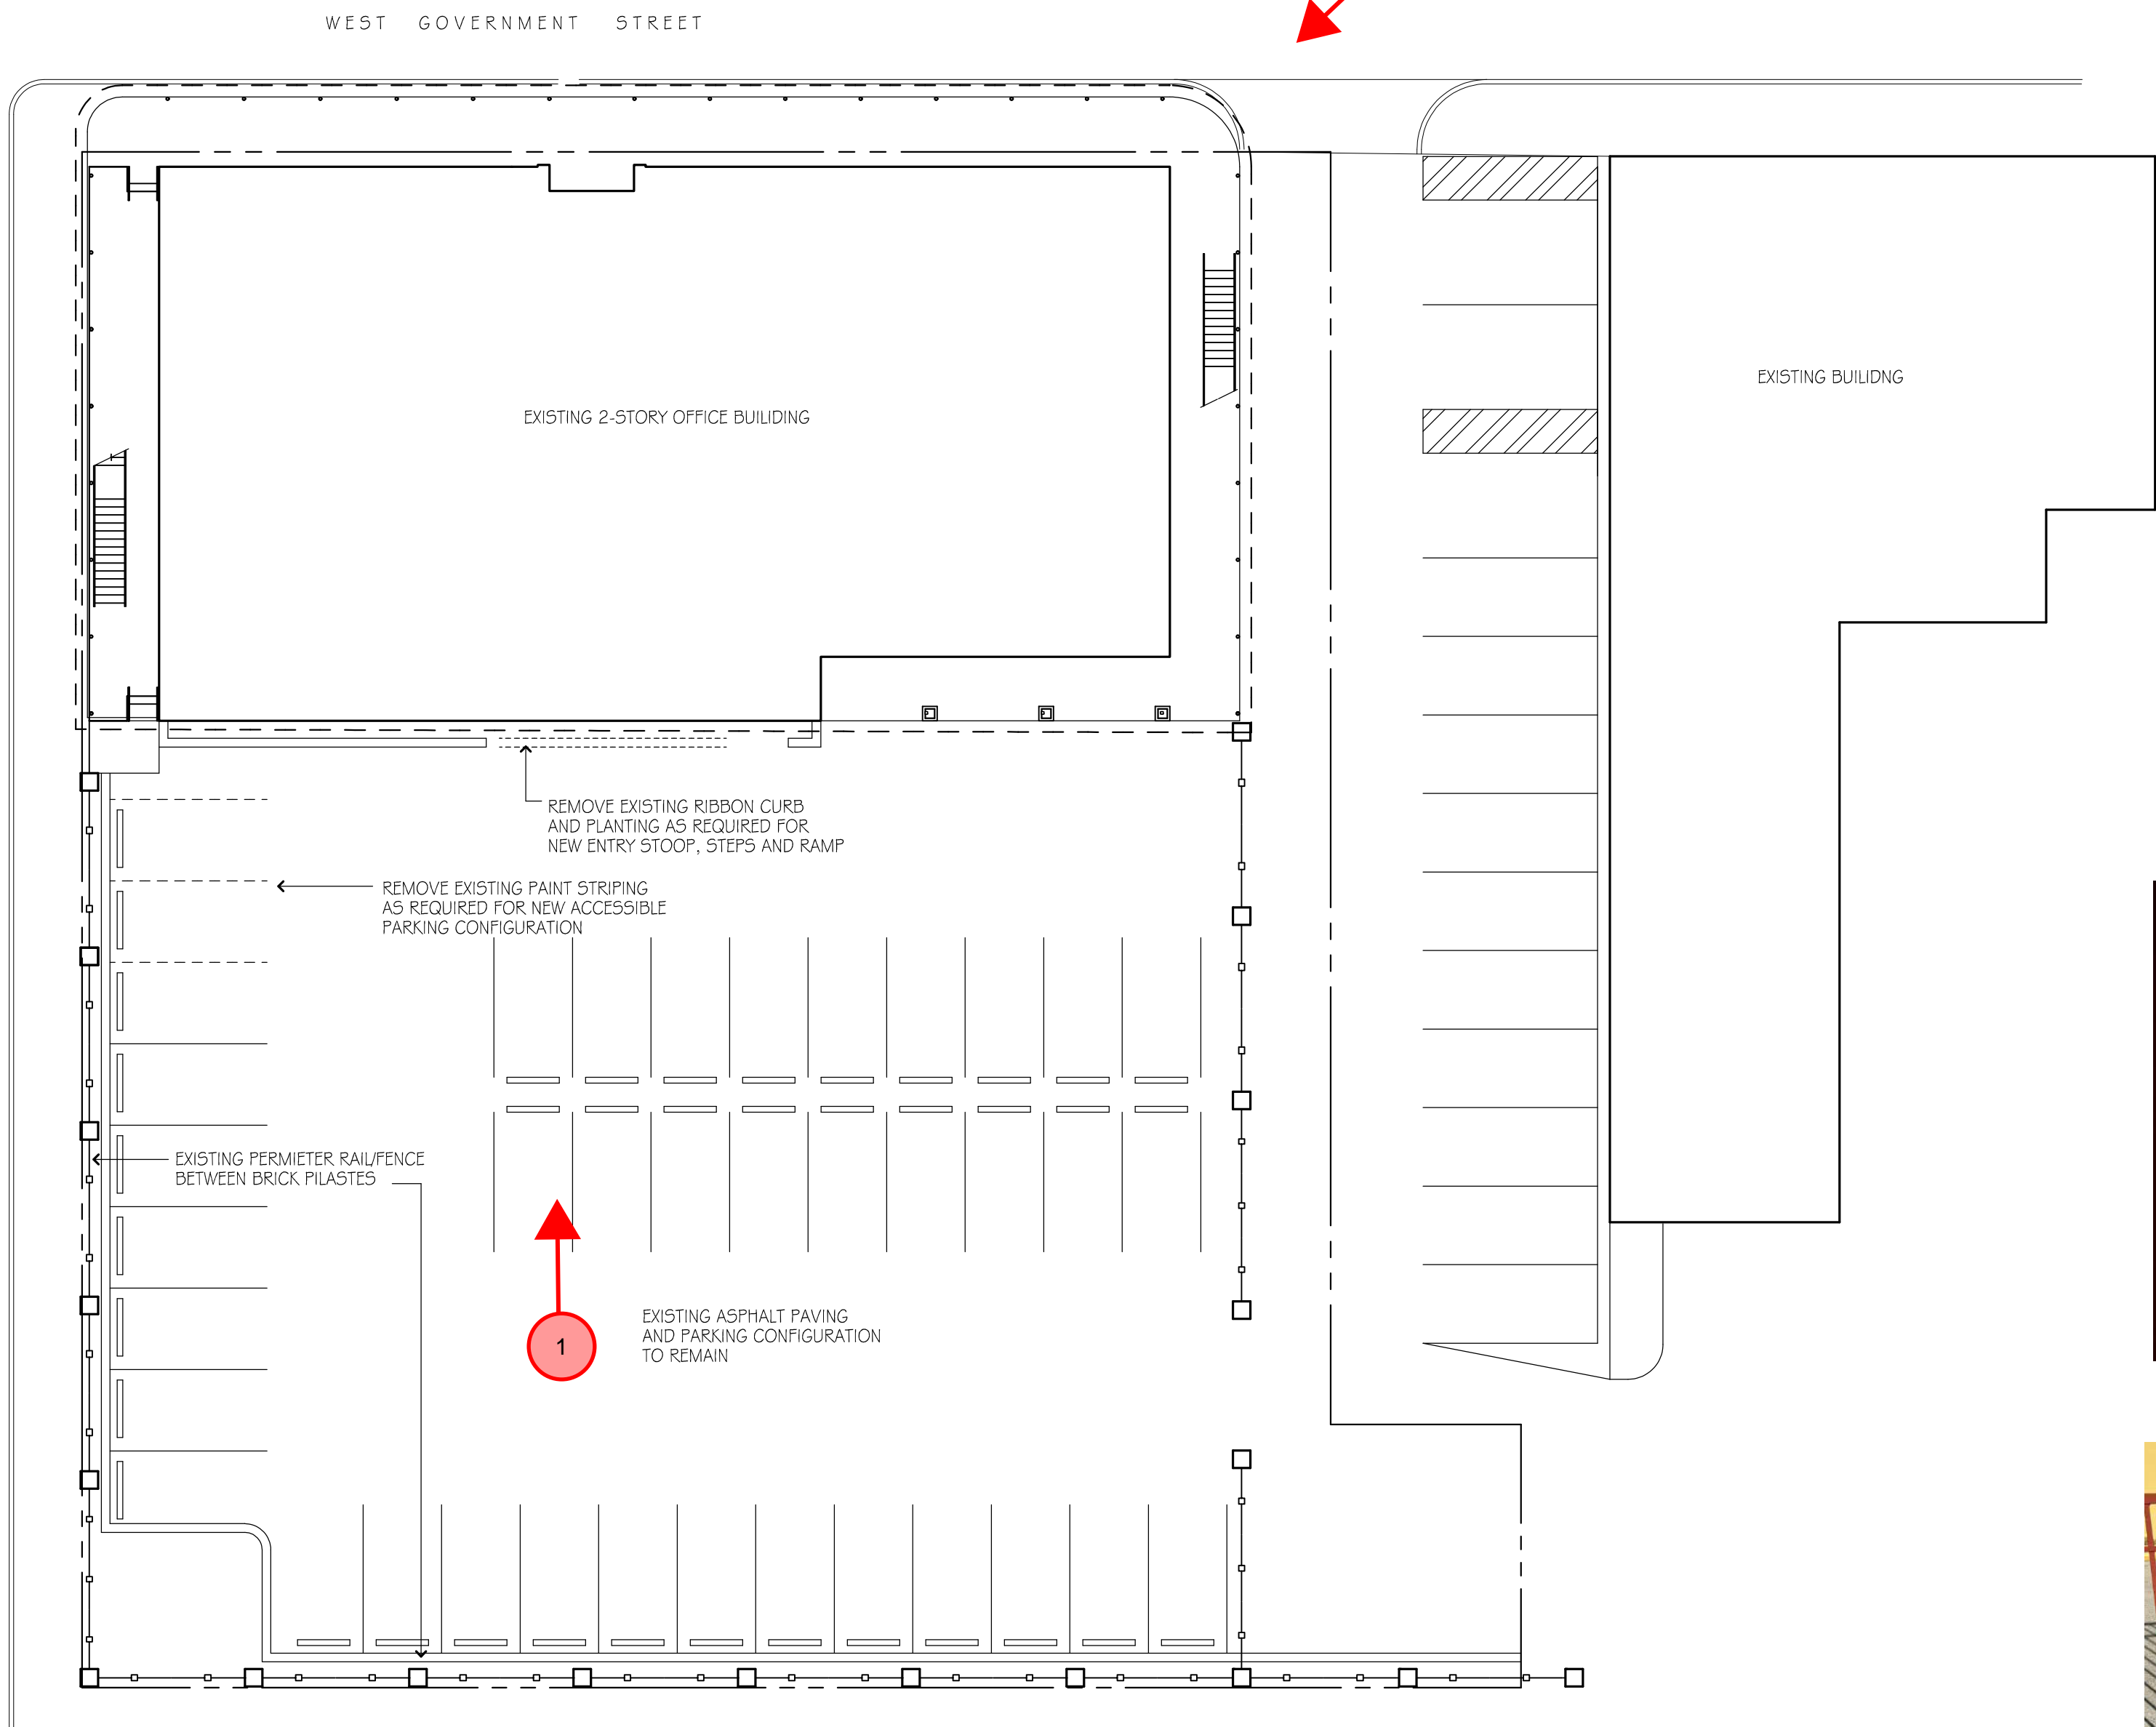 WEST GOVERNMENT STREET
EXISTING BUILIDNG
EXISTING 2-STORY OFFICE BUILIDING
REMOVE EXISTING RIBBON CURB
AND PLANTING AS REQUIRED FOR
NEW ENTRY STOOP, STEPS AND RAMP
REMOVE EXISTING PAINT STRIPING
AS REQUIRED FOR NEW ACCESSIBLE
PARKING CONFIGURATION
EXISTING PERMIETER RAIL/FENCE
BETWEEN BRICK PILASTES
1
EXISTING ASPHALT PAVING
AND PARKING CONFIGURATION
TO REMAIN